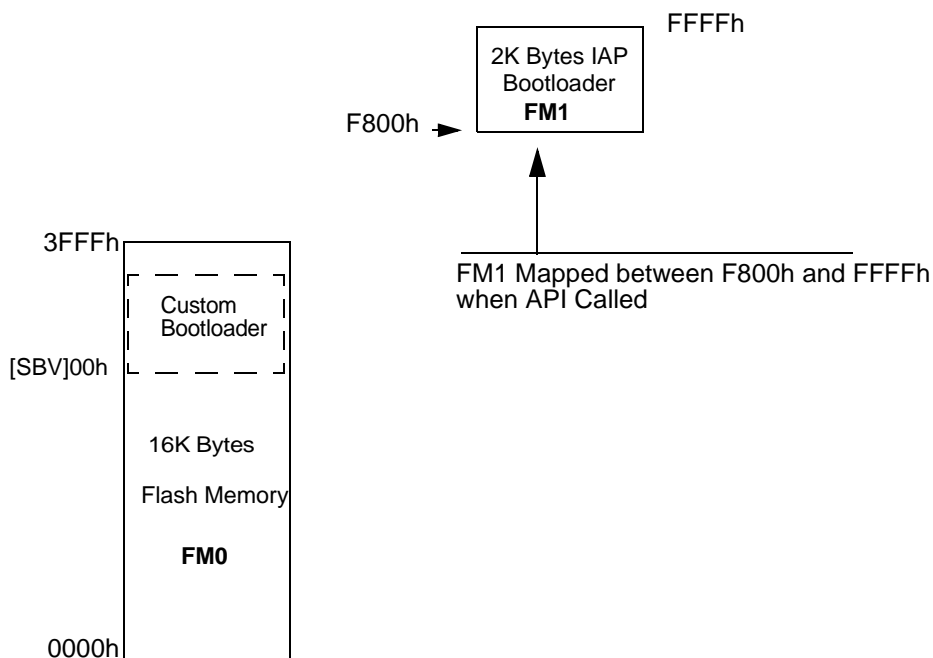 FFFFh
2K Bytes IAP
Bootloader
FM1
F800h
FM1 Mapped between F800h and FFFFh
when API Called
3FFFh
Custom
Bootloader
[SBV]00h
16K Bytes
Flash Memory
FM0
0000h